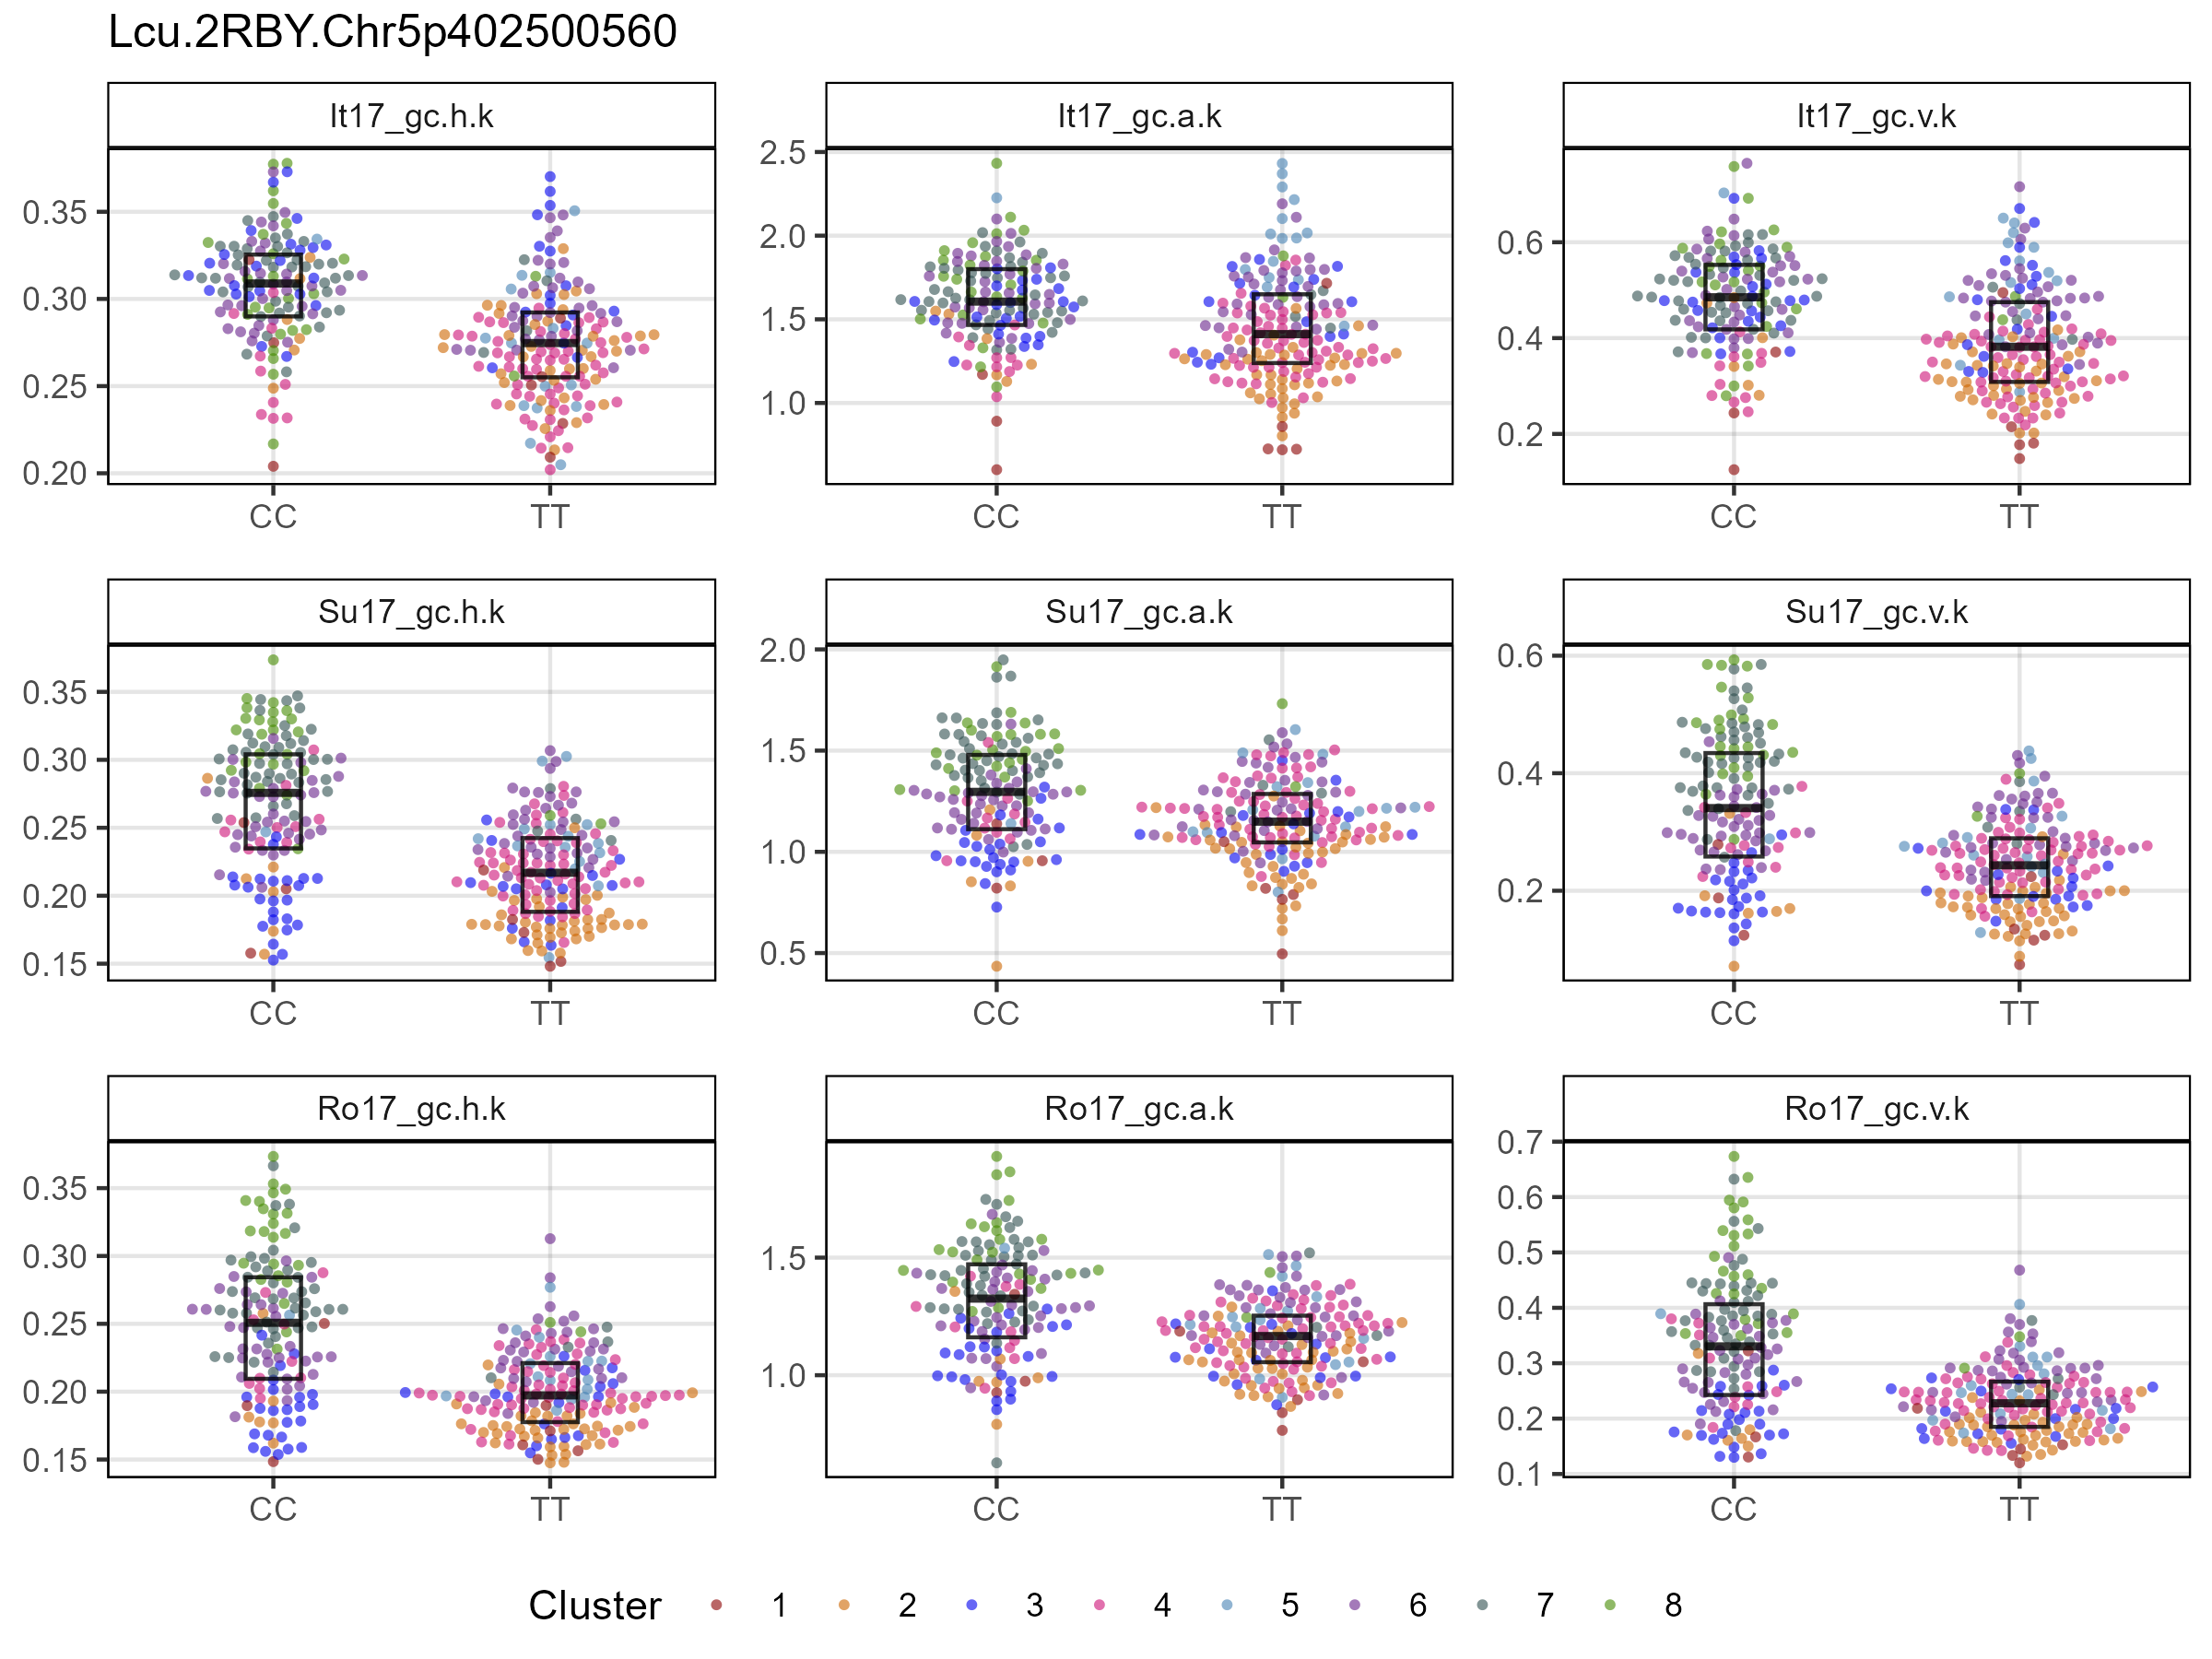 Lcu.2RBY.Chr5p402500560
It17_gc.h.k
It17_gc.a.k
It17_gc.v.k
0.35
0.30
0.25
0.20
CC TT
2.5
2.0
1.5
1.0
CC TT
0.6
0.4
0.2
CC TT
Su17_gc.h.k
Su17_gc.a.k
Su17_gc.v.k
0.35
0.30
0.25
0.20
0.15
CC TT
2.0
1.5
1.0
0.5
CC TT
0.6
0.4
0.2
CC TT
Ro17_gc.h.k
Ro17_gc.a.k
Ro17_gc.v.k
0.35
0.30
0.25
0.20
0.15
CC TT
1.5
1.0
CC TT
0.7
0.6
0.5
0.4
0.3
0.2
0.1
CC TT
Cluster 1 2 3 4 5 6 7 8